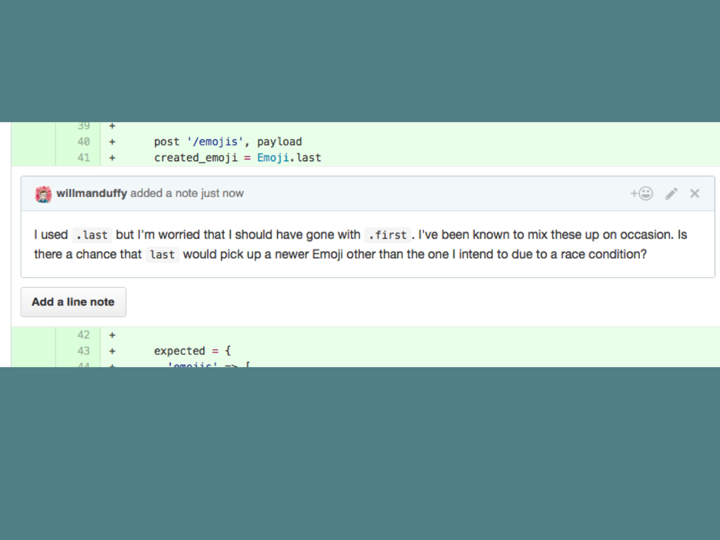 39 +
40 + post '/emojis', payload
41 + created_emoji = Emoji.last
willmanduffy added a note just now
I used .last but I'm worried that I should have gone with .first. I've been known to mix these up on occasion. Is
there a chance that last would pick up a newer Emoji other than the one I intend to due to a race condition?
Add a line note
42 +
43 + expected = {
44 + 'emojis' => [